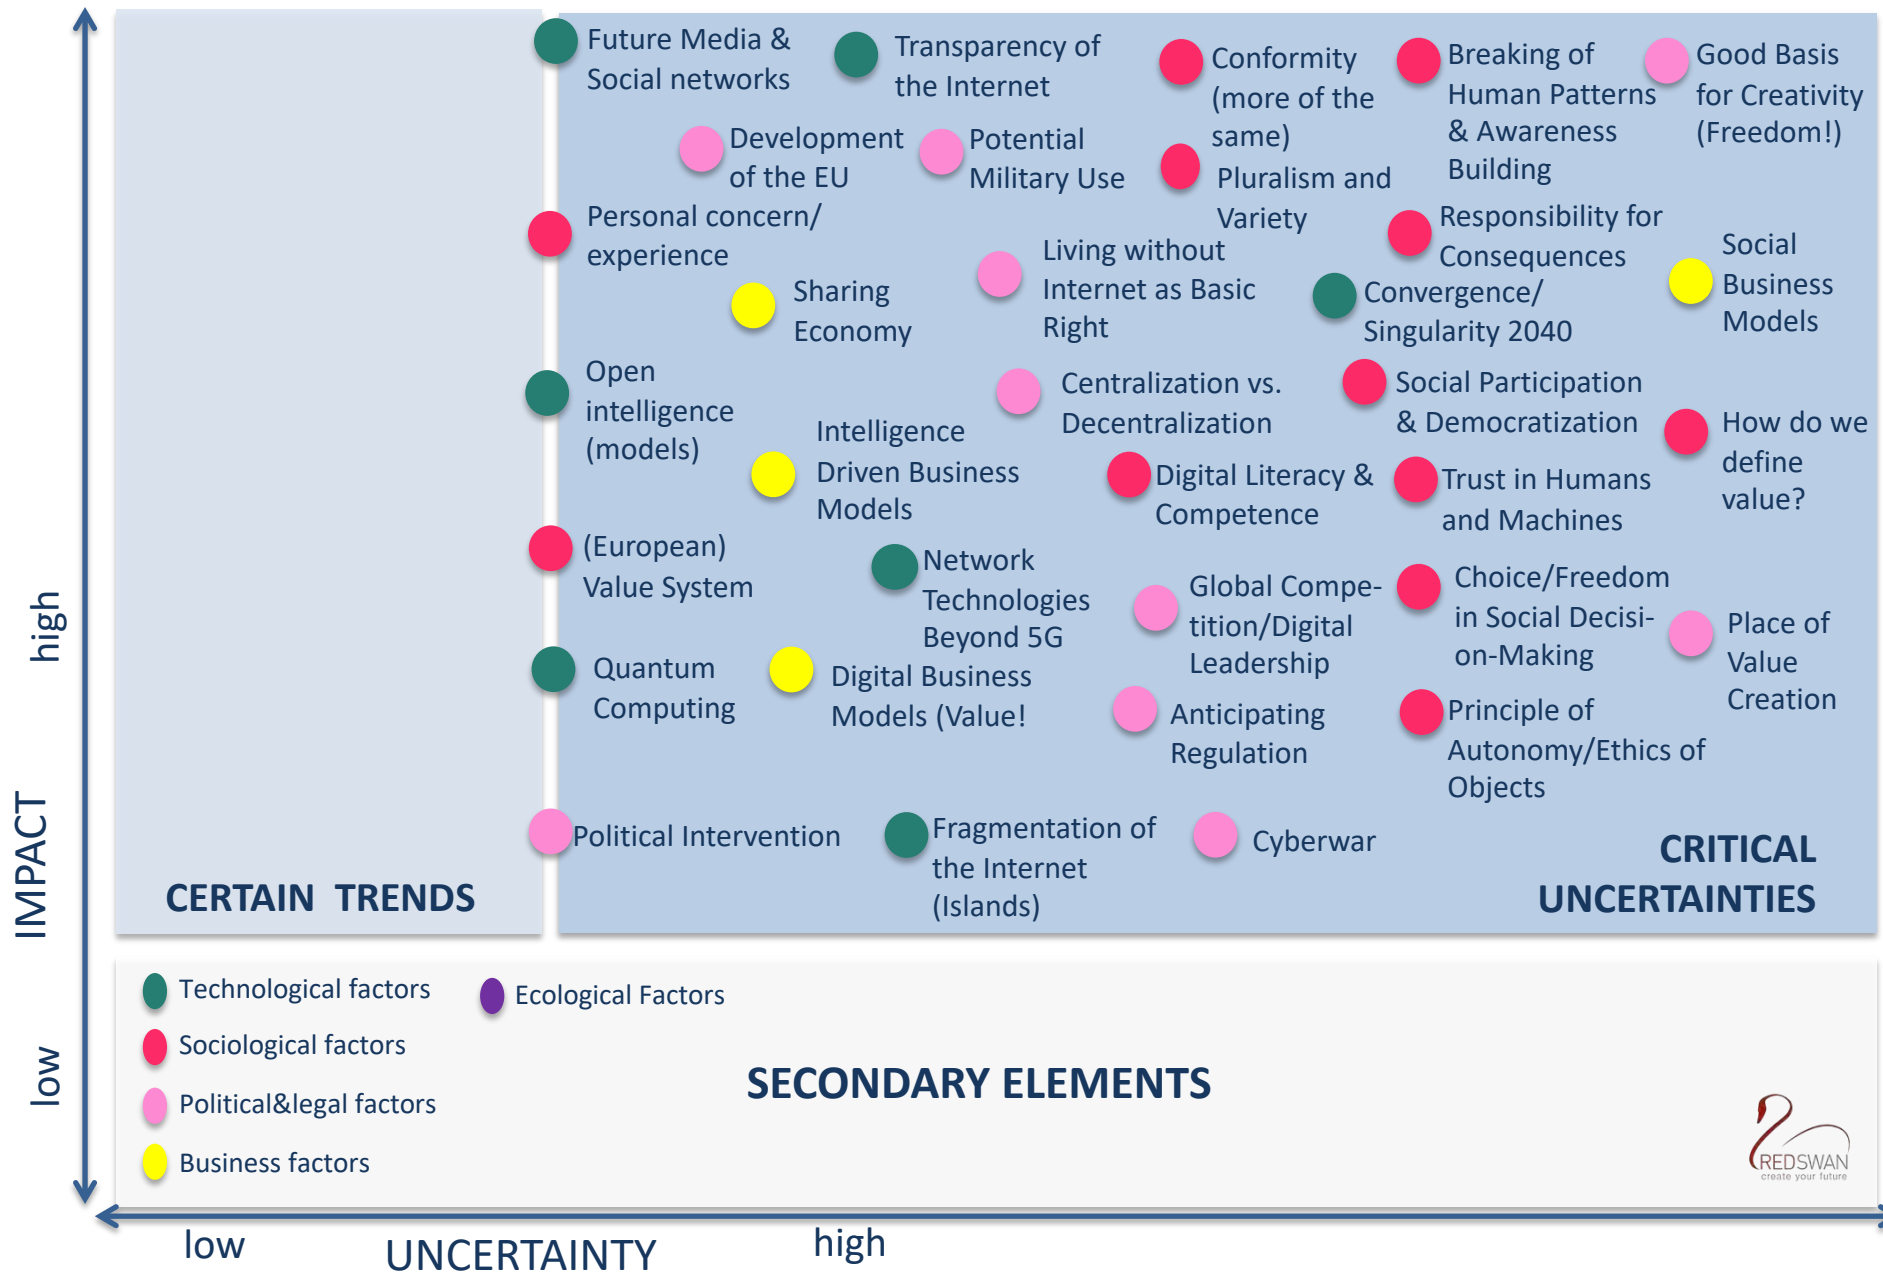 Future Media &
Social networks
Transparency of
the Internet
Conformity
(more of the
same)
Breaking of
Human Patterns
& Awareness
Building
Good Basis
for Creativity
(Freedom!)
Development
of the EU
Potential
Military Use
Pluralism and
Variety
Personal concern/
experience
Responsibility for
Consequences
Living without
Internet as Basic
Right
Social
Business
Models
Sharing
Economy
Convergence/
Singularity 2040
Open
intelligence
(models)
Centralization vs.
Decentralization
Social Participation
& Democratization
How do we
define
value?
Intelligence
Driven Business
Models
Digital Literacy &
Competence
Trust in Humans
and Machines
(European)
Value System
Network
Technologies
Beyond 5G
Global Compe-
tition/Digital
Leadership
Choice/Freedom
in Social Decisi-
on-Making
Place of
Value
Creation
Quantum
Computing
Digital Business
Models (Value!
Anticipating
Regulation
Principle of
Autonomy/Ethics of
Objects
Political Intervention
Fragmentation of
the Internet
(Islands)
Cyberwar
CERTAIN TRENDS
CRITICAL
UNCERTAINTIES
high
IMPACT
low
Technological factors
Ecological Factors
Sociological factors
Political&legal factors
Business factors
SECONDARY ELEMENTS
REDSWAN
create your future
low
UNCERTAINTY
high